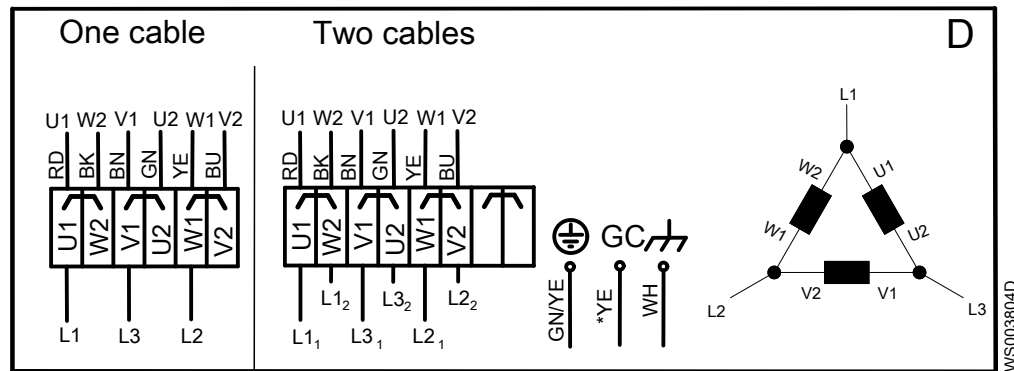 One cable
Two cables
D
U1 W2 V1 U2 W1 V2
RD BK BN GN YE BU
U1 W2 V1 U2 W1 V2
L1 L3 L2
U1 W2 V1 U2 W1 V2
RD BK BN GN YE BU
U1 W2 V1 U2 W1 V2
L1₂ L3₂ L2₂
L1₁ L3₁ L2₁
GC
GN/YE *YE WH
L1
W2 U1
W1 U2
V2 V1
L2 L3
WS003804D